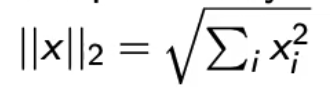 ||x||₂ = √(∑ᵢ xᵢ²)